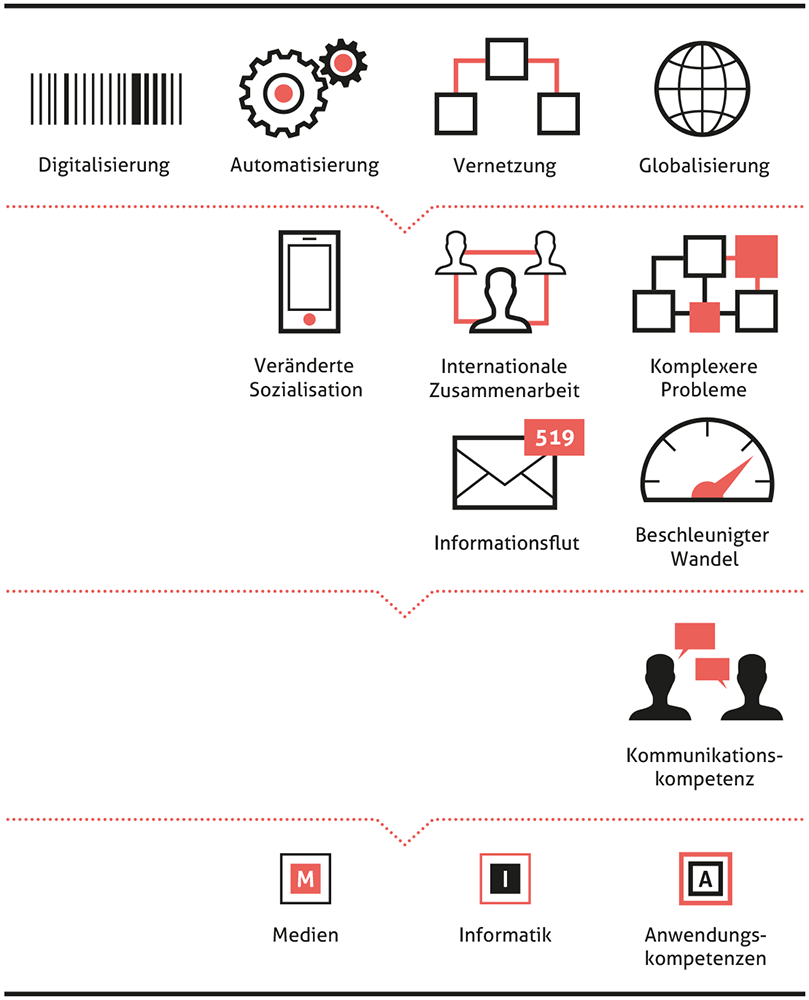 Digitalisierung
Automatisierung
Vernetzung
Globalisierung
Veränderte
Sozialisation
Internationale
Zusammenarbeit
Komplexere
Probleme
519
Informationsflut
Beschleunigter
Wandel
Kommunikations-
kompetenz
M
Medien
I
Informatik
A
Anwendungs-
kompetenzen